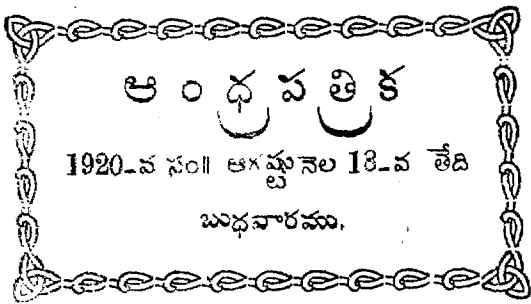 ఆంధ్రపత్రిక
1920-వ సం॥ ఆగష్టు నెల 18-వ తేది
బుధవారము.